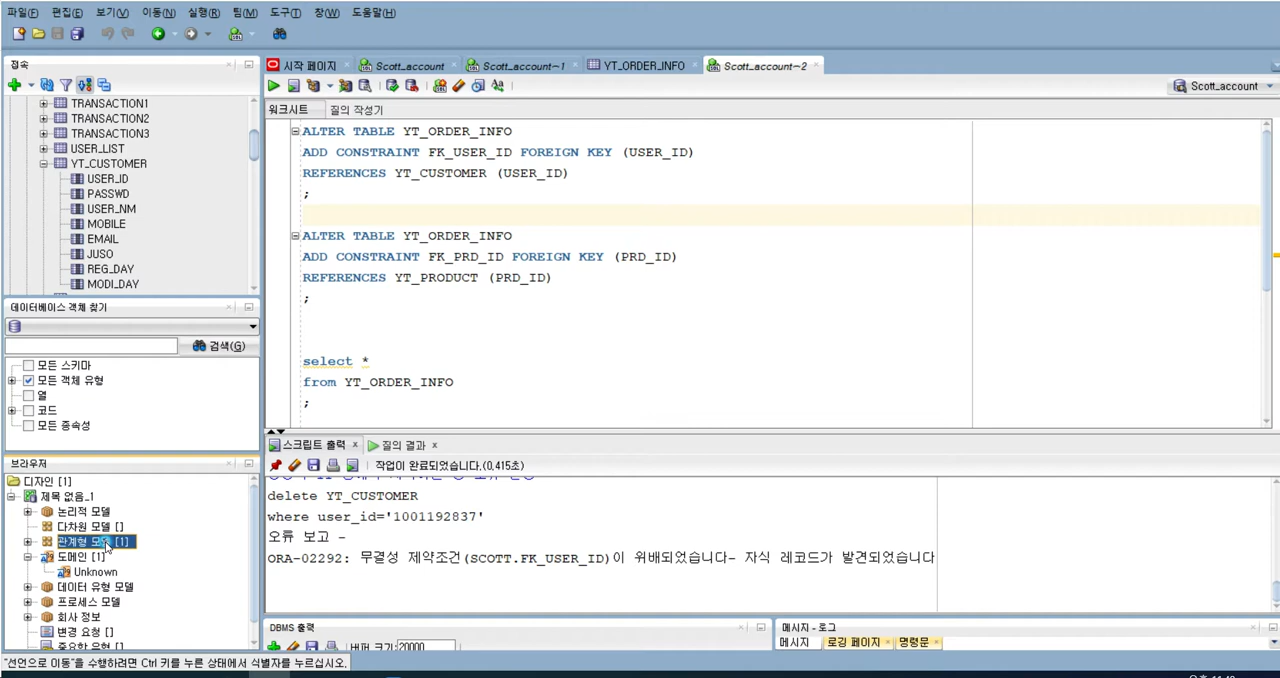 파일(F) 편집(E) 보기(V) 이동(N) 실행(R) 팀(M) 도구(T) 창(W) 도움말(H)
접속
TRANSACTION1
TRANSACTION2
TRANSACTION3
USER_LIST
YT_CUSTOMER
USER_ID
PASSWD
USER_NM
MOBILE
EMAIL
JUSO
REG_DAY
MODI_DAY
데이터베이스 객체 찾기
검색(G)
모든 스키마
모든 객체 유형
열
코드
모든 종속성
브라우저
디자인 [1]
제목 없음_1
논리적 모델
다차원 모델 []
관계형 모델 [1]
도메인 [1]
Unknown
데이터 유형 모델
프로세스 모델
회사 정보
변경 요청 []
시작 페이지 Scott_account Scott_account~1 YT_ORDER_INFO Scott_account~2
Scott_account
워크시트 질의 작성기
ALTER TABLE YT_ORDER_INFO
ADD CONSTRAINT FK_USER_ID FOREIGN KEY (USER_ID)
REFERENCES YT_CUSTOMER (USER_ID)
;
ALTER TABLE YT_ORDER_INFO
ADD CONSTRAINT FK_PRD_ID FOREIGN KEY (PRD_ID)
REFERENCES YT_PRODUCT (PRD_ID)
;
select *
from YT_ORDER_INFO
;
스크립트 출력 질의 결과
작업이 완료되었습니다.(0,415초)
delete YT_CUSTOMER
where user_id='1001192837'
오류 보고 -
ORA-02292: 무결성 제약조건(SCOTT.FK_USER_ID)이 위배되었습니다- 자식 레코드가 발견되었습니다
DBMS 출력
버퍼 크기: 20000
메시지 - 로그
메시지 로깅 페이지 명령문
"선언으로 이동"을 수행하려면 Ctrl 키를 누른 상태에서 식별자를 누르십시오.